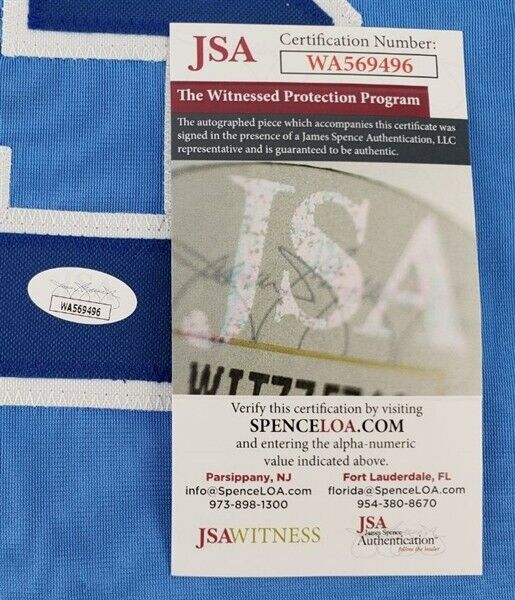 JSA
Certification Number:
WA569496
The Witnessed Protection Program
The autographed piece which accompanies this certificate was
signed in the presence of a James Spence Authentication, LLC
representative and is guaranteed to be authentic.
JSA
WA569496
Verify this certification by visiting
SPENCELOA.COM
and entering the alpha-numeric
value indicated above.
Parsippany, NJ
info@SpenceLOA.COM
973-898-1300
Fort Lauderdale, FL
florida@SpenceLOA.COM
954-380-8670
JSAWITNESS
JSA
James Spence
Authentication
follow the leader